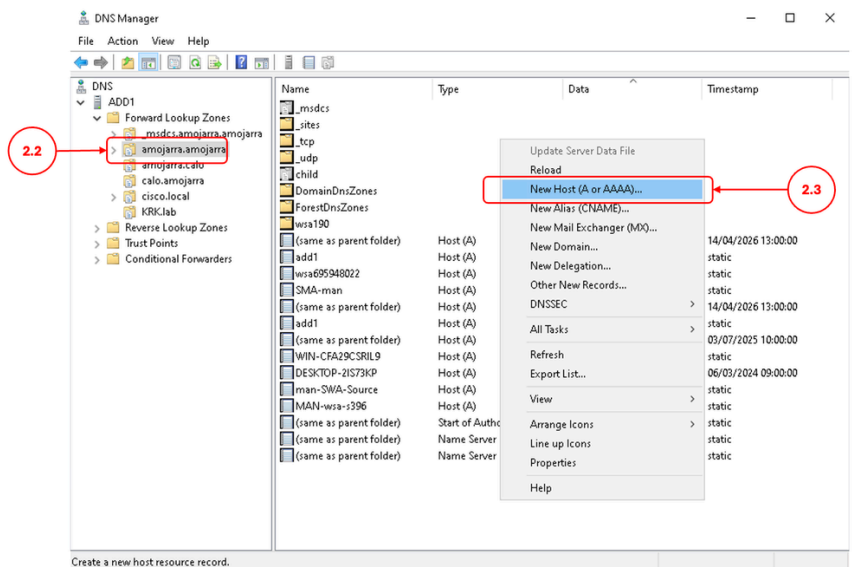 DNS Manager
File Action View Help
DNS
ADD1
Forward Lookup Zones
_msdcs.amojarra.amojarra
amojarra.amojarra
amojarra.calo
calo.amojarra
cisco.local
KRK.lab
Reverse Lookup Zones
Trust Points
Conditional Forwarders
2.2
Name Type Data Timestamp
_msdcs
_sites
_tcp
_udp
child
DomainDnsZones
ForestDnsZones
wsa190
(same as parent folder) Host (A) 14/04/2026 13:00:00
add1 Host (A) static
wsa695948022 Host (A) static
SMA-man Host (A) static
(same as parent folder) Host (A) 14/04/2026 13:00:00
add1 Host (A) static
(same as parent folder) Host (A) 03/07/2025 10:00:00
WIN-CFA29CSRIL9 Host (A) static
DESKTOP-2IS73KP Host (A) 06/03/2024 09:00:00
man-SWA-Source Host (A) static
MAN-wsa-s396 Host (A) static
(same as parent folder) Start of Autho static
(same as parent folder) Name Server static
(same as parent folder) Name Server static
Update Server Data File
Reload
New Host (A or AAAA)...
New Alias (CNAME)...
New Mail Exchanger (MX)...
New Domain...
New Delegation...
Other New Records...
DNSSEC
All Tasks
Refresh
Export List...
View
Arrange Icons
Line up Icons
Properties
Help
2.3
Create a new host resource record.